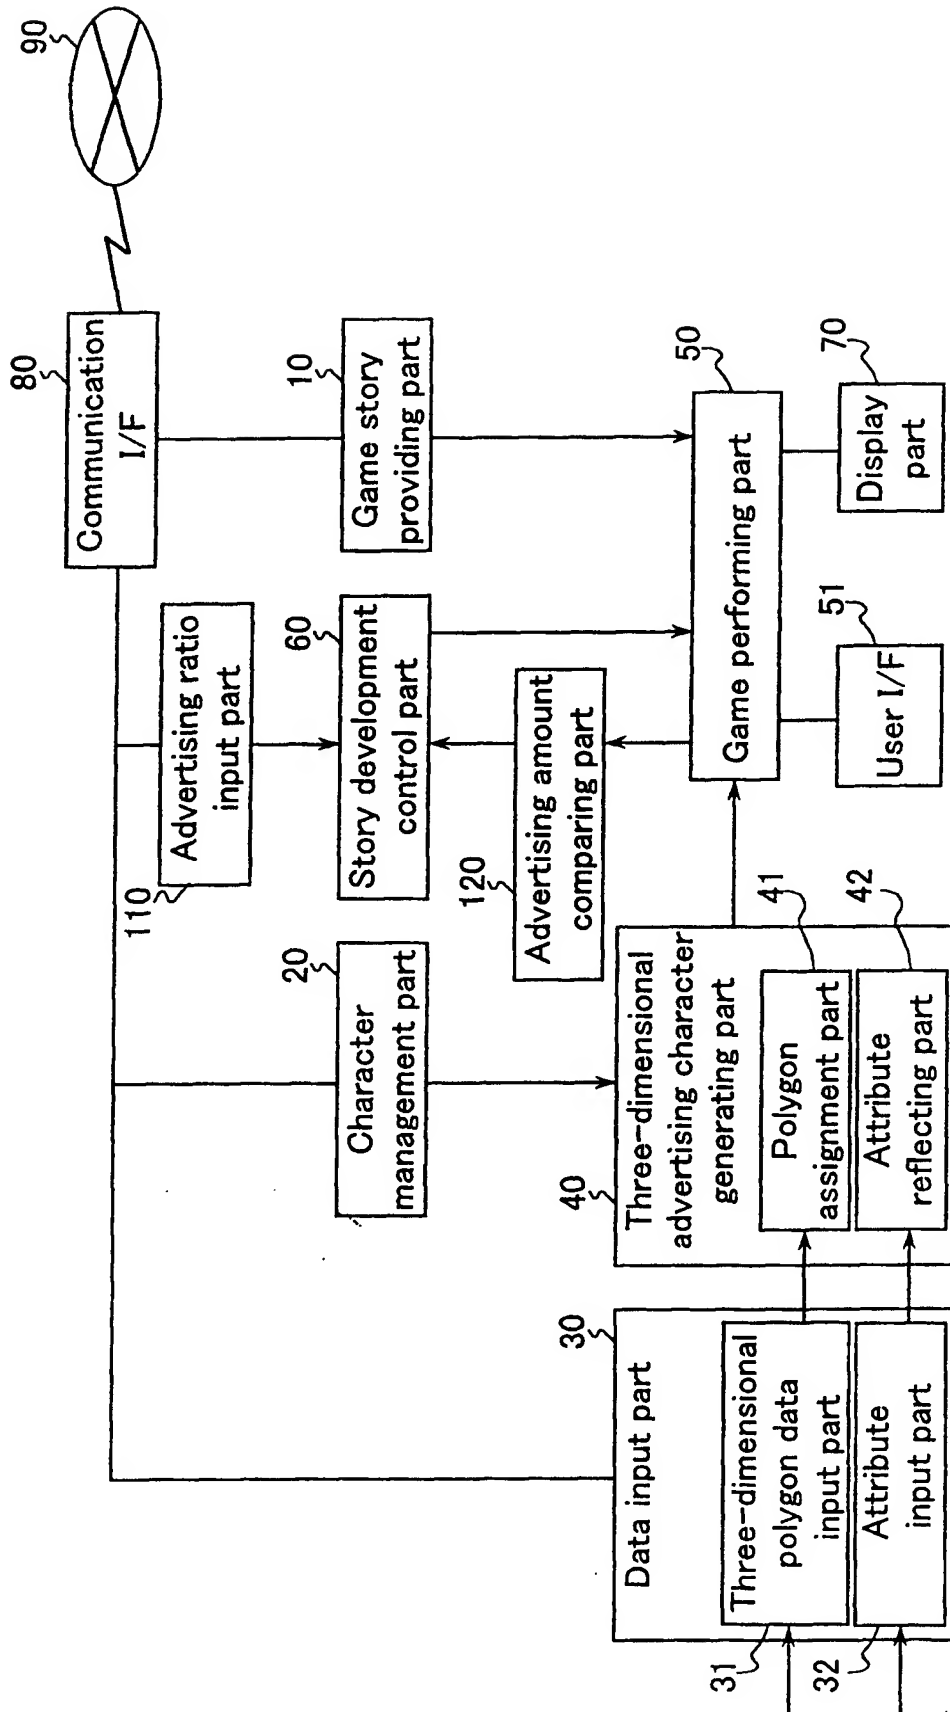 90
80
Communication
I/F
110
Advertising ratio
input part
10
Game story
providing part
60
Story development
control part
20
Character
management part
120
Advertising amount
comparing part
50
Game performing part
70
Display
part
51
User I/F
40
Three-dimensional
advertising character
generating part
41
Polygon
assignment part
42
Attribute
reflecting part
30
Data input part
31
Three-dimensional
polygon data
input part
32
Attribute
input part